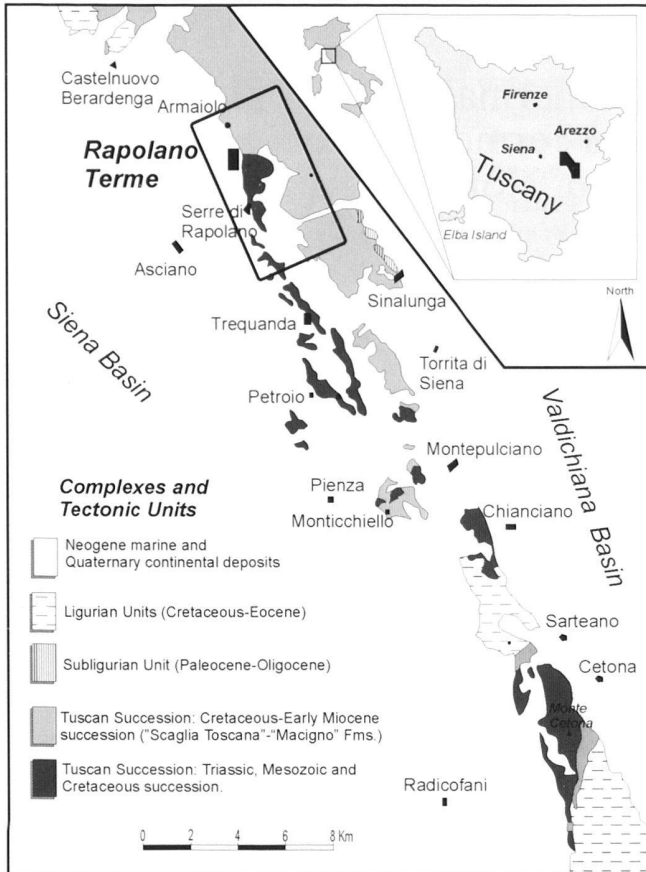 Castelnuovo
Berardenga
Armaiolo
Rapolano
Terme
Serre di
Rapolano
Asciano
Sinalunga
Trequanda
Siena Basin
Torrita di
Siena
Petroio
Valdichiana Basin
Montepulciano
Pienza
Monticchiello
Chianciano
Sarteano
Cetona
Monte
Cetona
Radicofani
Firenze
Arezzo
Siena
Tuscany
Elba Island
North
Complexes and
Tectonic Units
Neogene marine and
Quaternary continental deposits
Ligurian Units (Cretaceous-Eocene)
Subligurian Unit (Paleocene-Oligocene)
Tuscan Succession: Cretaceous-Early Miocene
succession ("Scaglia Toscana"-"Macigno" Fms.)
Tuscan Succession: Triassic, Mesozoic and
Cretaceous succession.
0 2 4 6 8 Km